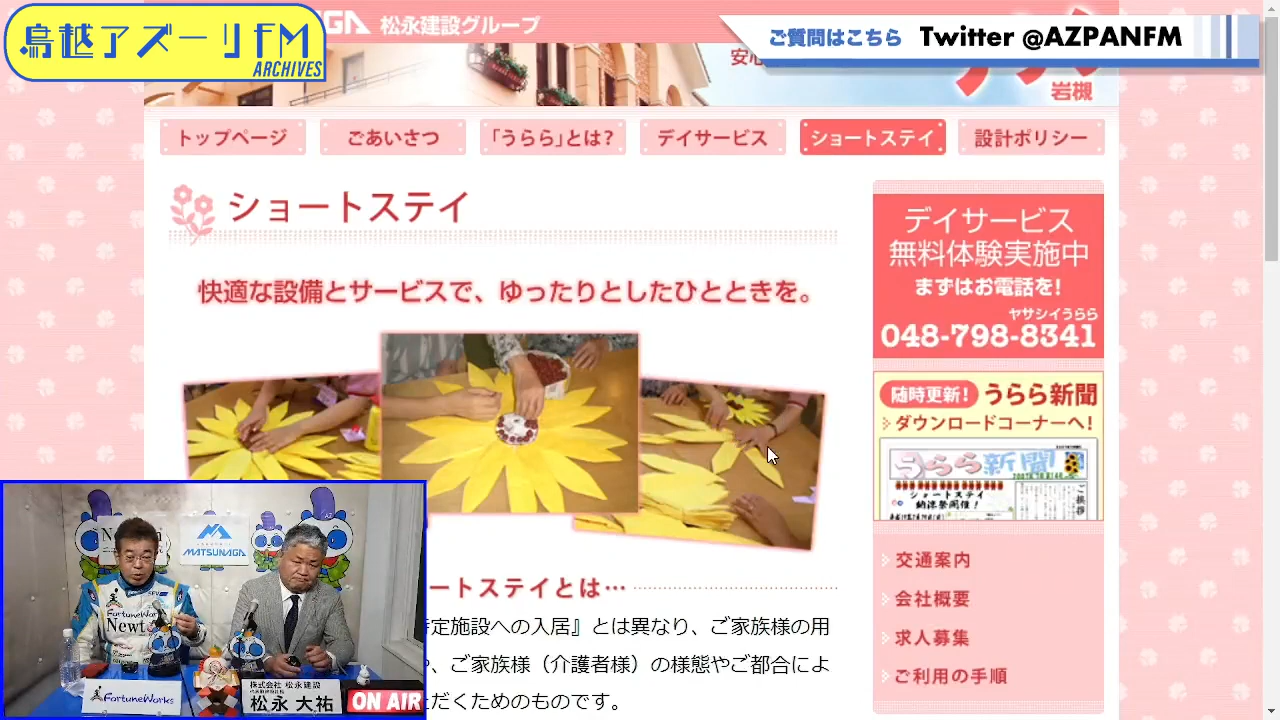 鳥越アズーリFM
ARCHIVES
松永建設グループ
ご質問はこちら Twitter @AZPANFM
岩槻
トップページ
ごあいさつ
「うらら」とは?
デイサービス
ショートステイ
設計ポリシー
ショートステイ
快適な設備とサービスで、ゆったりとしたひとときを。
ートステイとは…
定施設への入居』とは異なり、ご家族様の用
、ご家族様（介護者様）の様態やご都合によ
だくためのものです。
デイサービス
無料体験実施中
まずはお電話を!
ヤサシイうらら
048-798-8341
随時更新! うらら新聞
ダウンロードコーナーへ!
うらら新聞
ショートステイ
納涼祭開催!
ご挨拶
交通案内
会社概要
求人募集
ご利用の手順
MATSUNAGA
FortuneWorks
Newt
FortuneWorks
株式会社 松永建設
松永 大祐
ON AIR